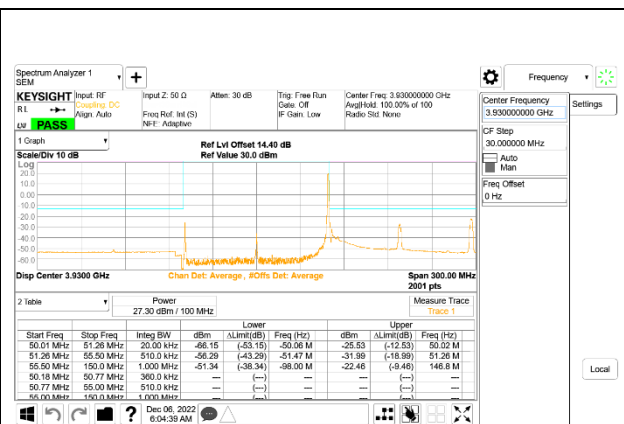 Spectrum Analyzer 1
SEM
Frequency
KEYSIGHT Input: RF Input Z: 50 Ω Atten: 30 dB Trig: Free Run Center Freq: 3.930000000 GHz
RL Coupling: DC Gate: Off Avg|Hold: 100.00% of 100
Align: Auto Freq Ref: Int (S) IF Gain: Low Radio Std: None
PASS NFE: Adaptive
Center Frequency
3.930000000 GHz
Settings
CF Step
30.000000 MHz
Auto
Man
Freq Offset
0 Hz
1 Graph
Ref Lvl Offset 14.40 dB
Scale/Div 10 dB Ref Value 30.0 dBm
Log
20.0
10.0
0.00
-10.0
-20.0
-30.0
-40.0
-50.0
-60.0
Disp Center 3.9300 GHz Chan Det: Average , #Offs Det: Average Span 300.00 MHz
2001 pts
2 Table
Power
27.30 dBm / 100 MHz
Measure Trace
Trace 1
Lower Upper
Start Freq Stop Freq Integ BW dBm ΔLimit(dB) Freq (Hz) dBm ΔLimit(dB) Freq (Hz)
50.01 MHz 51.26 MHz 20.00 kHz -66.15 (-53.15) -50.06 M -25.53 (-12.53) 50.02 M
51.26 MHz 55.50 MHz 510.0 kHz -56.29 (-43.29) -51.47 M -31.99 (-18.99) 51.26 M
55.50 MHz 150.0 MHz 1.000 MHz -51.34 (-38.34) -98.00 M -22.46 (-9.46) 146.8 M
50.18 MHz 50.77 MHz 360.0 kHz --- (---) --- --- (---) ---
50.77 MHz 55.00 MHz 510.0 kHz --- (---) --- --- (---) ---
55.00 MHz 150.0 MHz 1.000 MHz --- (---) --- --- (---) ---
Local
? Dec 06, 2022
6:04:39 AM